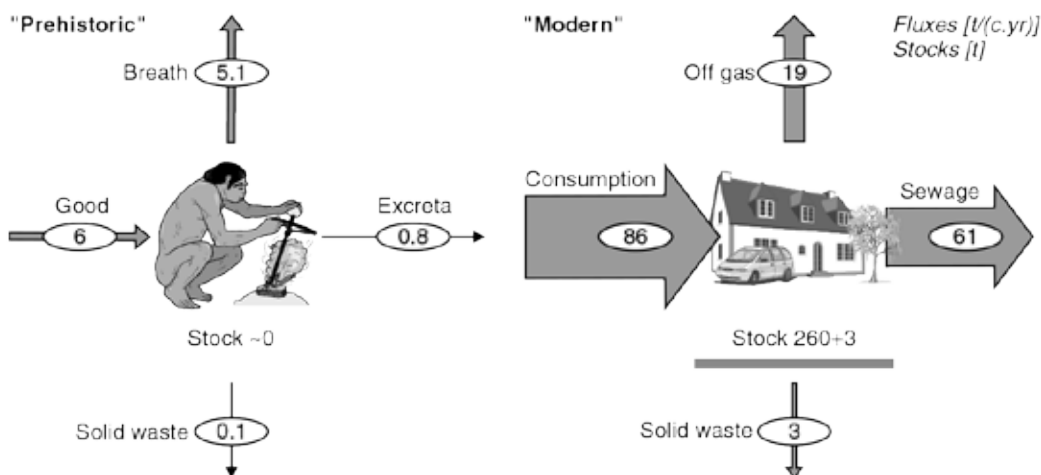 "Prehistoric"
Breath 5.1
Good
6
Excreta
0.8
Stock ~0
Solid waste 0.1
"Modern"
Fluxes [t/(c.yr)]
Stocks [t]
Off gas 19
Consumption
86
Sewage
61
Stock 260+3
Solid waste 3